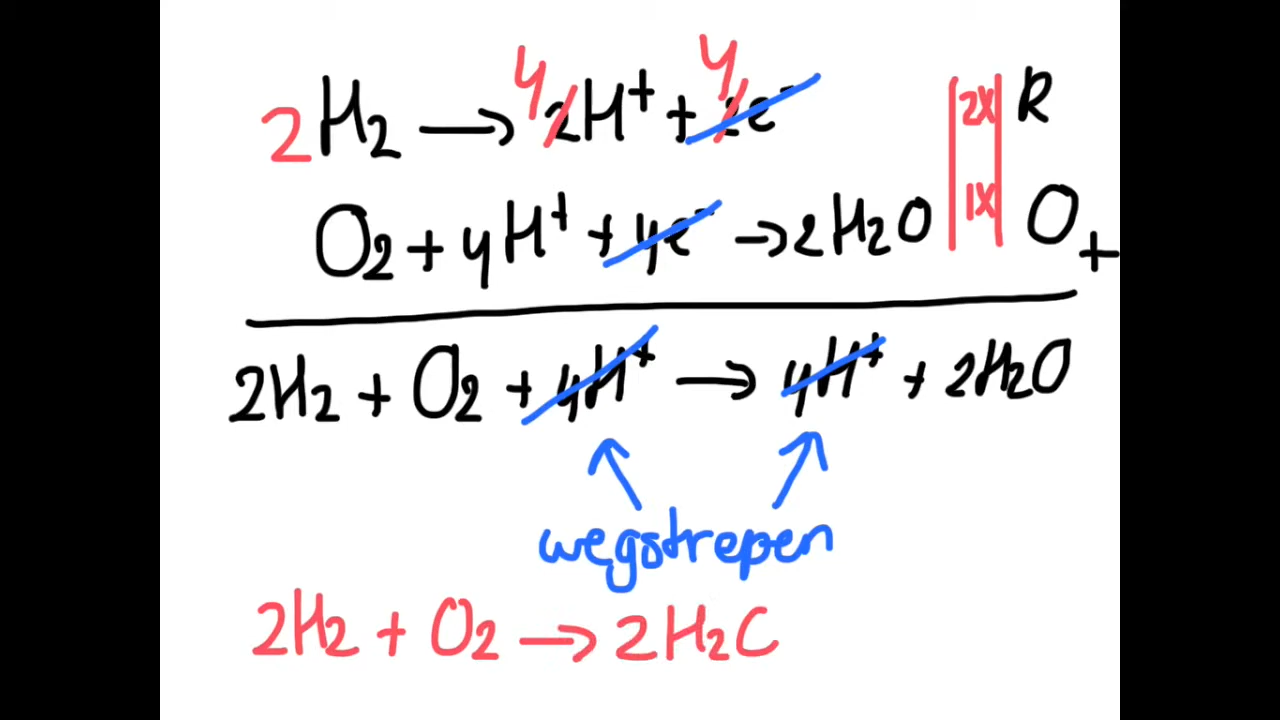 2H₂ → 4 2H⁺ + 4 2e⁻ 2x R
O₂ + 4H⁺ + 4e⁻ → 2H₂O 1x O +
2H₂ + O₂ + 4H⁺ → 4H⁺ + 2H₂O
wegstrepen
2H₂ + O₂ → 2H₂C